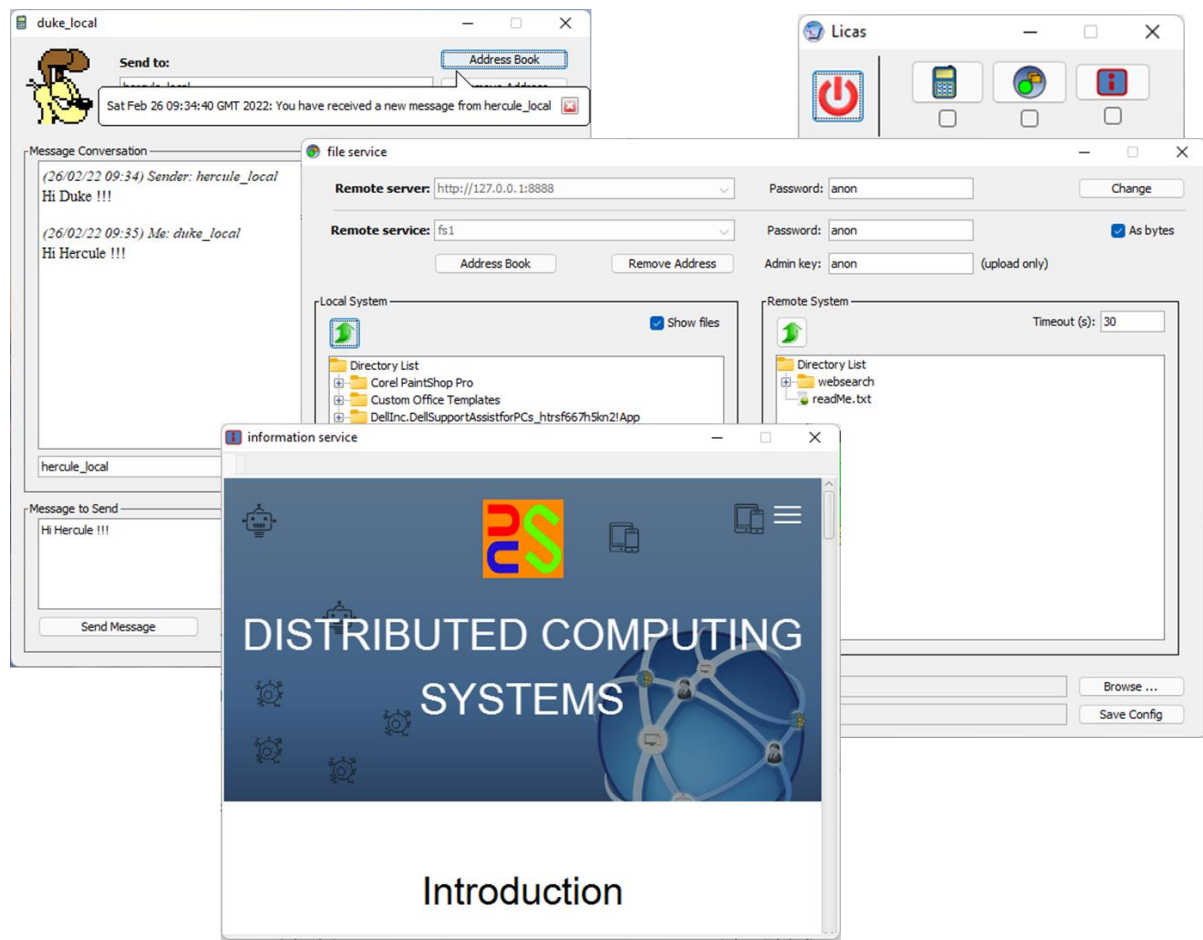 duke_local
Send to:
Address Book
Sat Feb 26 09:34:40 GMT 2022: You have received a new message from hercule_local
Message Conversation
(26/02/22 09:34) Sender: hercule_local
Hi Duke !!!
(26/02/22 09:35) Me: duke_local
Hi Hercule !!!
hercule_local
Message to Send
Hi Hercule !!!
Send Message
Licas
file service
Remote server: http://127.0.0.1:8888 Password: anon Change
Remote service: fs1 Password: anon As bytes
Address Book Remove Address Admin key: anon (upload only)
Local System
Show files
Directory List
Corel PaintShop Pro
Custom Office Templates
DellInc.DellSupportAssistforPCs_htrsf667h5kn2!App
Remote System
Timeout (s): 30
Directory List
websearch
readMe.txt
Browse ...
Save Config
information service
DISTRIBUTED COMPUTING
SYSTEMS
Introduction